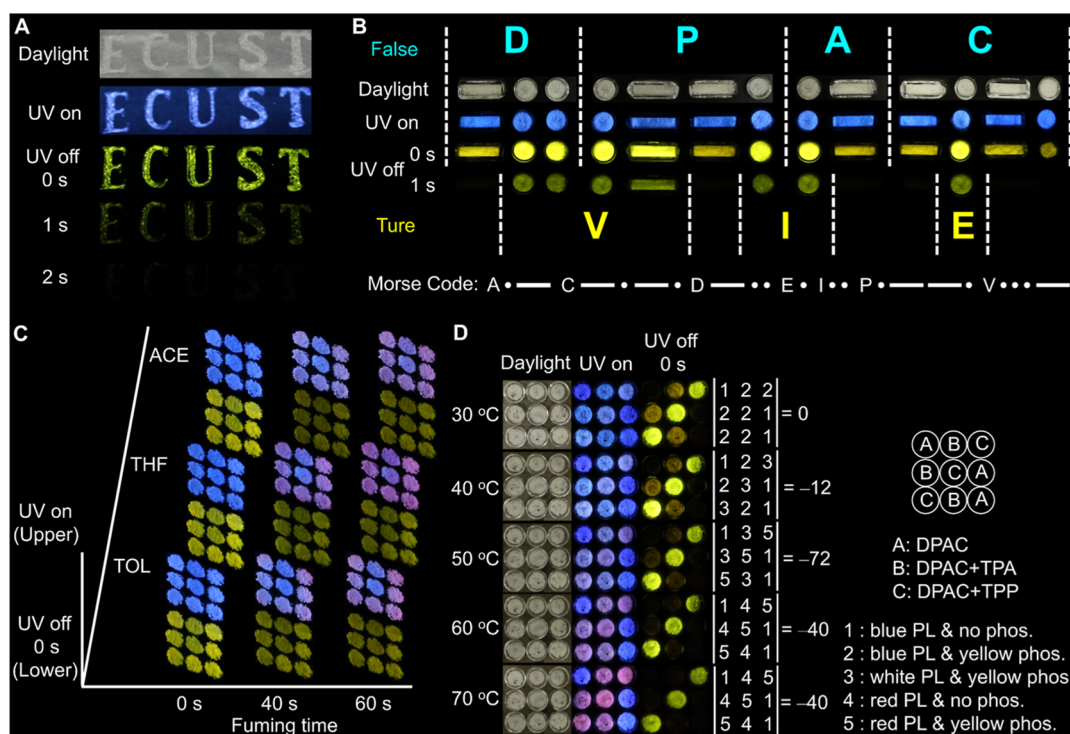 A
Daylight
ECUST
UV on
ECUST
UV off
0 s
ECUST
1 s
ECUST
2 s
B
False
D P A C
Daylight
UV on
UV off
0 s
1 s
Ture
V I E
Morse Code: A •— C —•—• D —•• E • I •• P •——• V •••—
C
ACE
THF
TOL
UV on
(Upper)
UV off
0 s
(Lower)
0 s 40 s 60 s
Fuming time
D
UV off
Daylight UV on 0 s
30 °C
1 2 2
2 2 1
2 2 1
= 0
40 °C
1 2 3
2 3 1
3 2 1
= −12
50 °C
1 3 5
3 5 1
5 3 1
= −72
60 °C
1 4 5
4 5 1
5 4 1
= −40
70 °C
1 4 5
4 5 1
5 4 1
= −40
A B C
B C A
C B A
A: DPAC
B: DPAC+TPA
C: DPAC+TPP
1 : blue PL & no phos.
2 : blue PL & yellow phos.
3 : white PL & yellow phos.
4 : red PL & no phos.
5 : red PL & yellow phos.